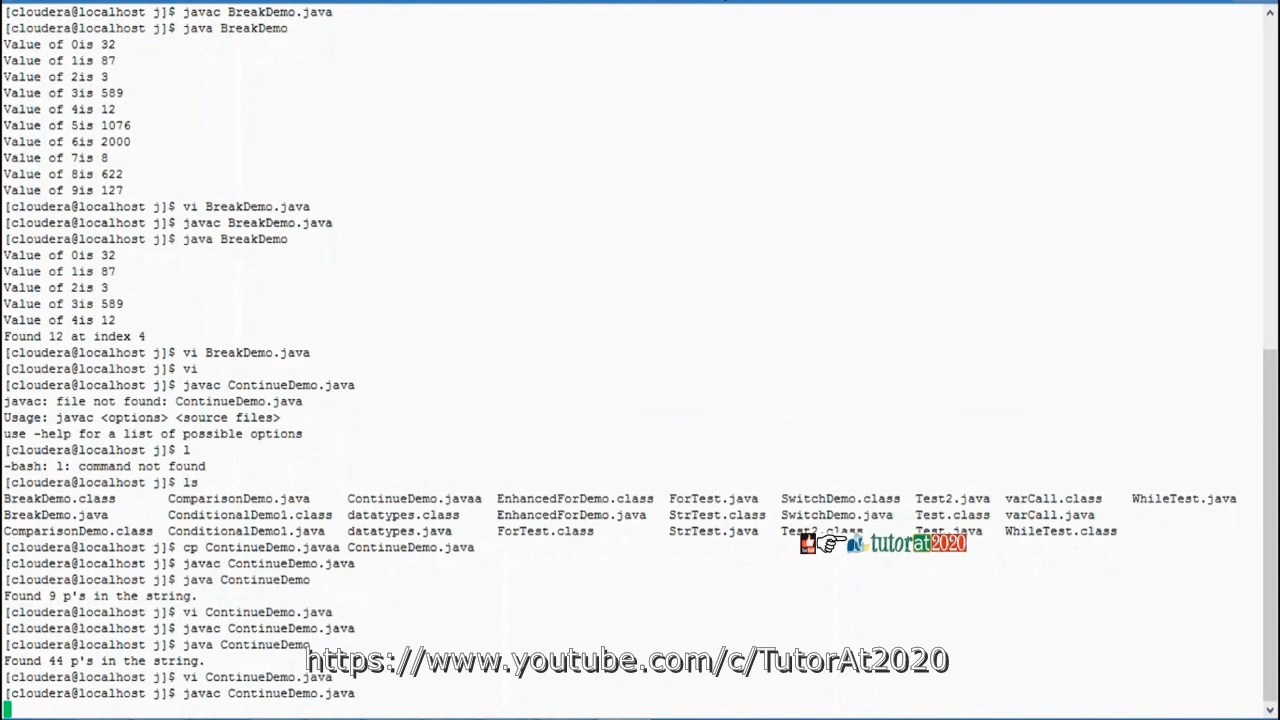 [cloudera@localhost j]$ javac BreakDemo.java
[cloudera@localhost j]$ java BreakDemo
Value of 0is 32
Value of 1is 87
Value of 2is 3
Value of 3is 589
Value of 4is 12
Value of 5is 1076
Value of 6is 2000
Value of 7is 8
Value of 8is 622
Value of 9is 127
[cloudera@localhost j]$ vi BreakDemo.java
[cloudera@localhost j]$ javac BreakDemo.java
[cloudera@localhost j]$ java BreakDemo
Value of 0is 32
Value of 1is 87
Value of 2is 3
Value of 3is 589
Value of 4is 12
Found 12 at index 4
[cloudera@localhost j]$ vi BreakDemo.java
[cloudera@localhost j]$ vi
[cloudera@localhost j]$ javac ContinueDemo.java
javac: file not found: ContinueDemo.java
Usage: javac <options> <source files>
use -help for a list of possible options
[cloudera@localhost j]$ l
-bash: l: command not found
[cloudera@localhost j]$ ls
BreakDemo.class ComparisonDemo.java ContinueDemo.javaa EnhancedForDemo.class ForTest.java SwitchDemo.class Test2.java varCall.class WhileTest.java
BreakDemo.java ConditionalDemo1.class datatypes.class EnhancedForDemo.java StrTest.class SwitchDemo.java Test.class varCall.java
ComparisonDemo.class ConditionalDemo1.java datatypes.java ForTest.class StrTest.java Test2.class Test.java WhileTest.class
[cloudera@localhost j]$ cp ContinueDemo.javaa ContinueDemo.java
tutorat2020
[cloudera@localhost j]$ javac ContinueDemo.java
[cloudera@localhost j]$ java ContinueDemo
Found 9 p's in the string.
[cloudera@localhost j]$ vi ContinueDemo.java
[cloudera@localhost j]$ javac ContinueDemo.java
[cloudera@localhost j]$ java ContinueDemo
Found 44 p's in the string.
https://www.youtube.com/c/TutorAt2020
[cloudera@localhost j]$ vi ContinueDemo.java
[cloudera@localhost j]$ javac ContinueDemo.java